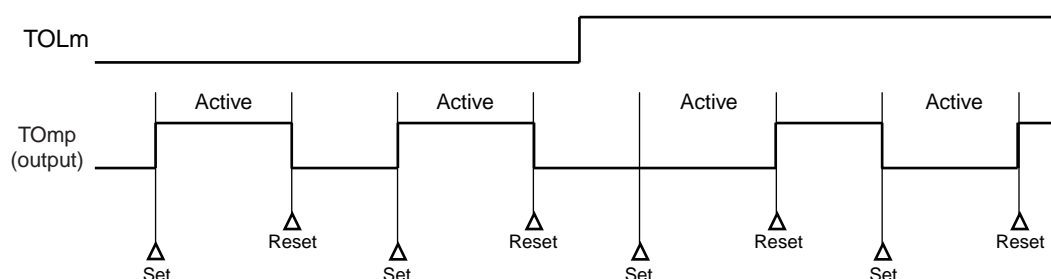 TOLm
Active Active Active Active
TOmp
(output)
Reset Reset Reset Reset
Set Set Set Set